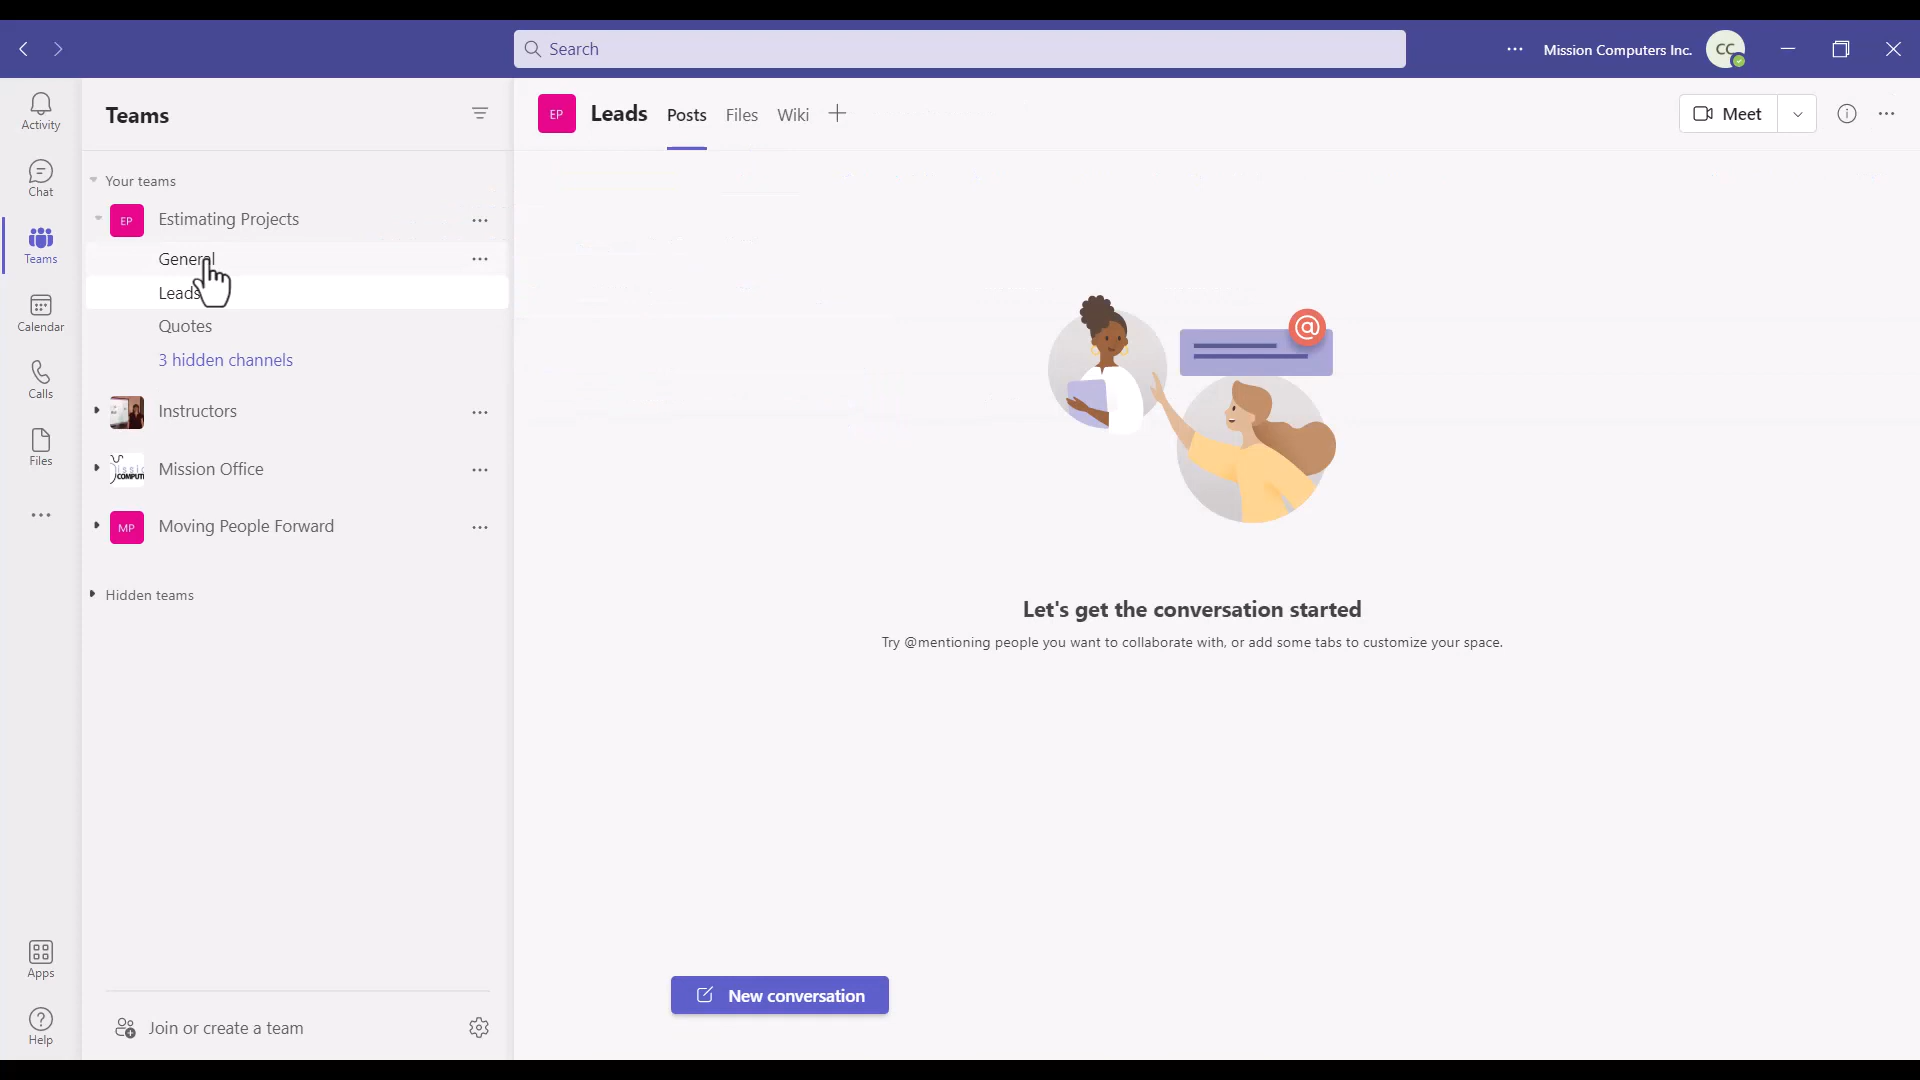 Search
Mission Computers Inc.
CC
Activity
Chat
Teams
Calendar
Calls
Files
Apps
Help
Teams
Your teams
EP
Estimating Projects
General
Leads
Quotes
3 hidden channels
Instructors
Mission Office
MP
Moving People Forward
Hidden teams
Join or create a team
EP
Leads
Posts
Files
Wiki
Meet
@
Let's get the conversation started
Try @mentioning people you want to collaborate with, or add some tabs to customize your space.
New conversation